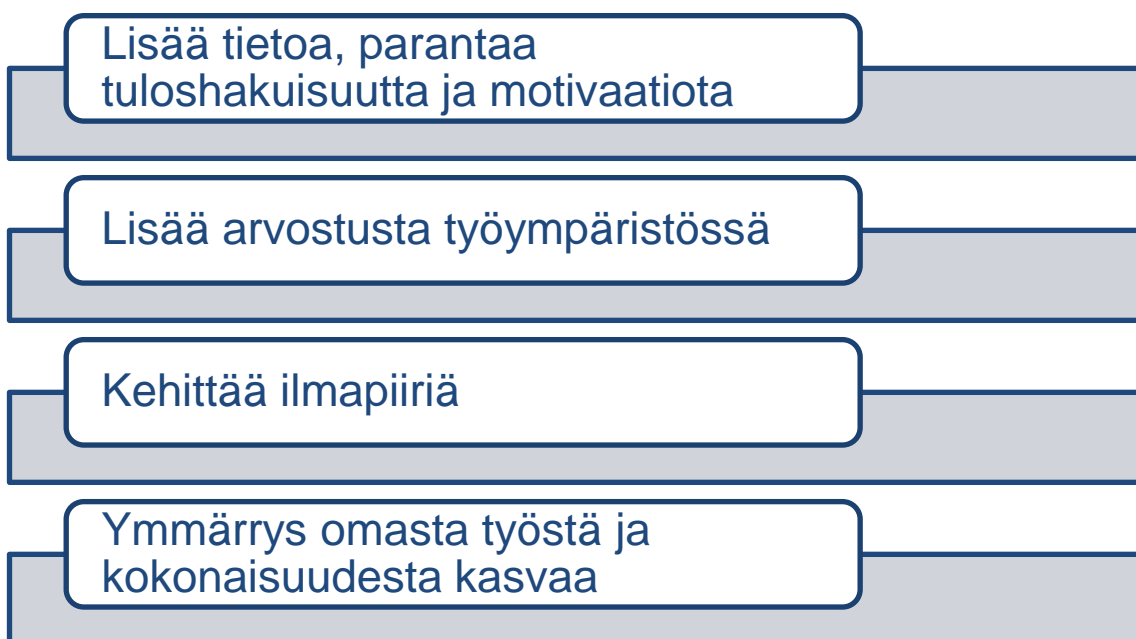 Lisää tietoa, parantaa
tuloshakuisuutta ja motivaatiota
Lisää arvostusta työympäristössä
Kehittää ilmapiiriä
Ymmärrys omasta työstä ja
kokonaisuudesta kasvaa